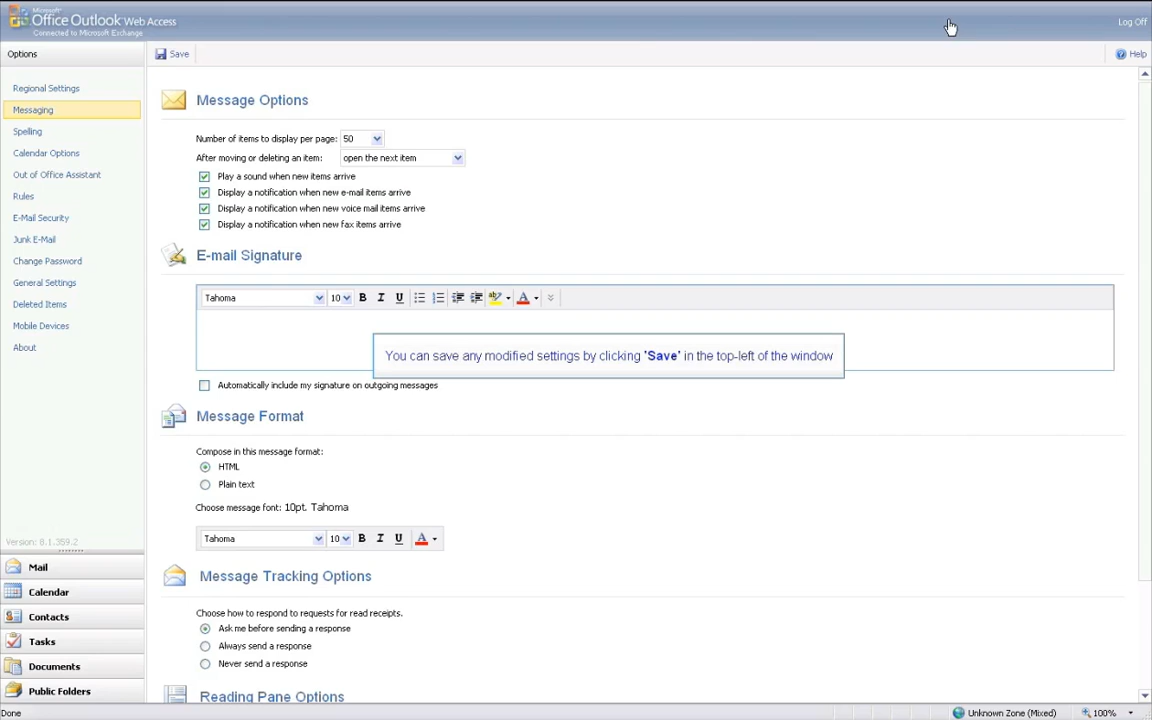 Microsoft
Office Outlook Web Access
Connected to Microsoft Exchange
Log Off
Options
Save
Help
Regional Settings
Messaging
Spelling
Calendar Options
Out of Office Assistant
Rules
E-Mail Security
Junk E-Mail
Change Password
General Settings
Deleted Items
Mobile Devices
About
Version: 8.1.359.2
Mail
Calendar
Contacts
Tasks
Documents
Public Folders
Message Options
Number of items to display per page: 50
After moving or deleting an item: open the next item
Play a sound when new items arrive
Display a notification when new e-mail items arrive
Display a notification when new voice mail items arrive
Display a notification when new fax items arrive
E-mail Signature
Tahoma 10 B I U ab A
You can save any modified settings by clicking 'Save' in the top-left of the window
Automatically include my signature on outgoing messages
Message Format
Compose in this message format:
HTML
Plain text
Choose message font: 10pt. Tahoma
Tahoma 10 B I U A
Message Tracking Options
Choose how to respond to requests for read receipts.
Ask me before sending a response
Always send a response
Never send a response
Reading Pane Options
Done
Unknown Zone (Mixed)
100%